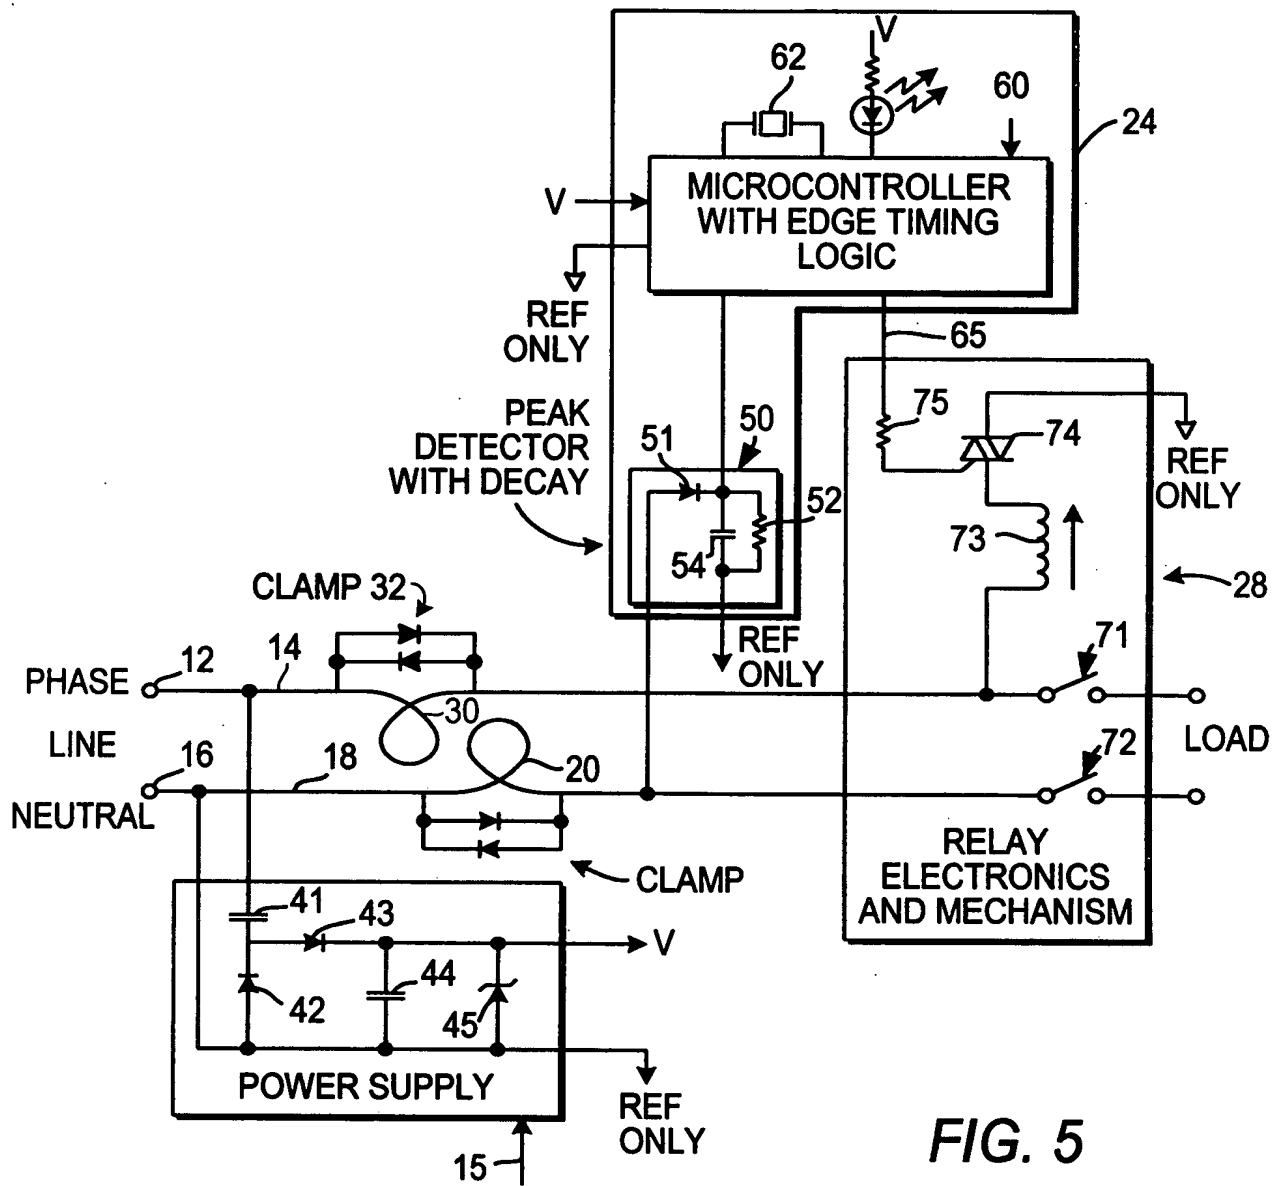 V
62
60
24
V
MICROCONTROLLER
WITH EDGE TIMING
LOGIC
REF
ONLY
65
PEAK
DETECTOR
WITH DECAY
50
51
52
54
75
74
REF
ONLY
73
28
CLAMP 32
REF
ONLY
71
PHASE
12
14
30
LINE
LOAD
16
18
20
72
NEUTRAL
CLAMP
RELAY
ELECTRONICS
AND MECHANISM
41
43
V
44
42
45
POWER SUPPLY
REF
ONLY
15
FIG. 5